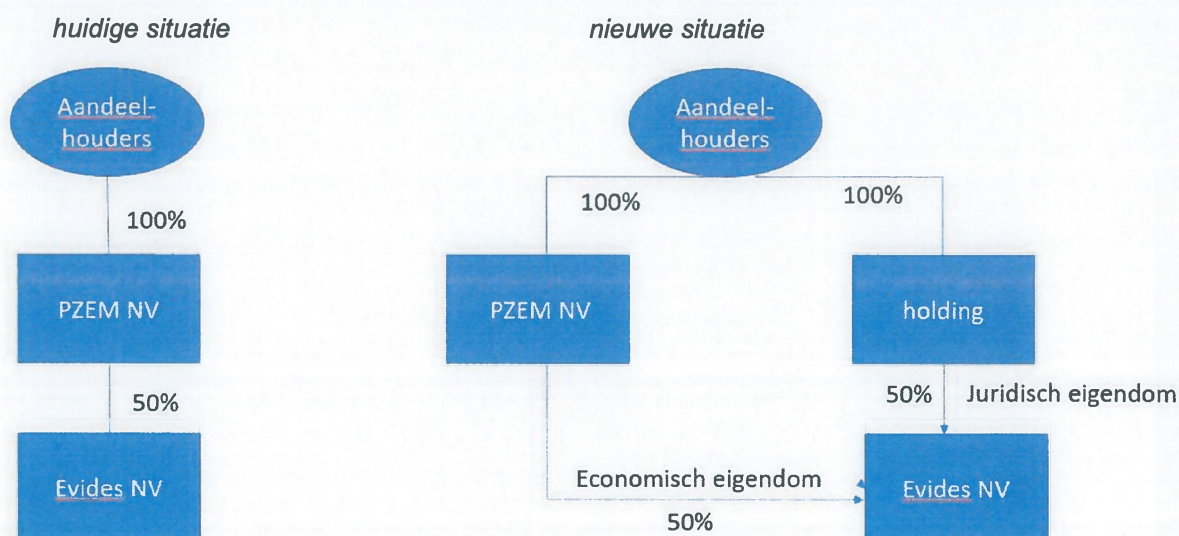 huidige situatie
Aandeel-
houders
100%
PZEM NV
50%
Evides NV
nieuwe situatie
Aandeel-
houders
100%
100%
PZEM NV
holding
50%
Juridisch eigendom
Economisch eigendom
50%
Evides NV